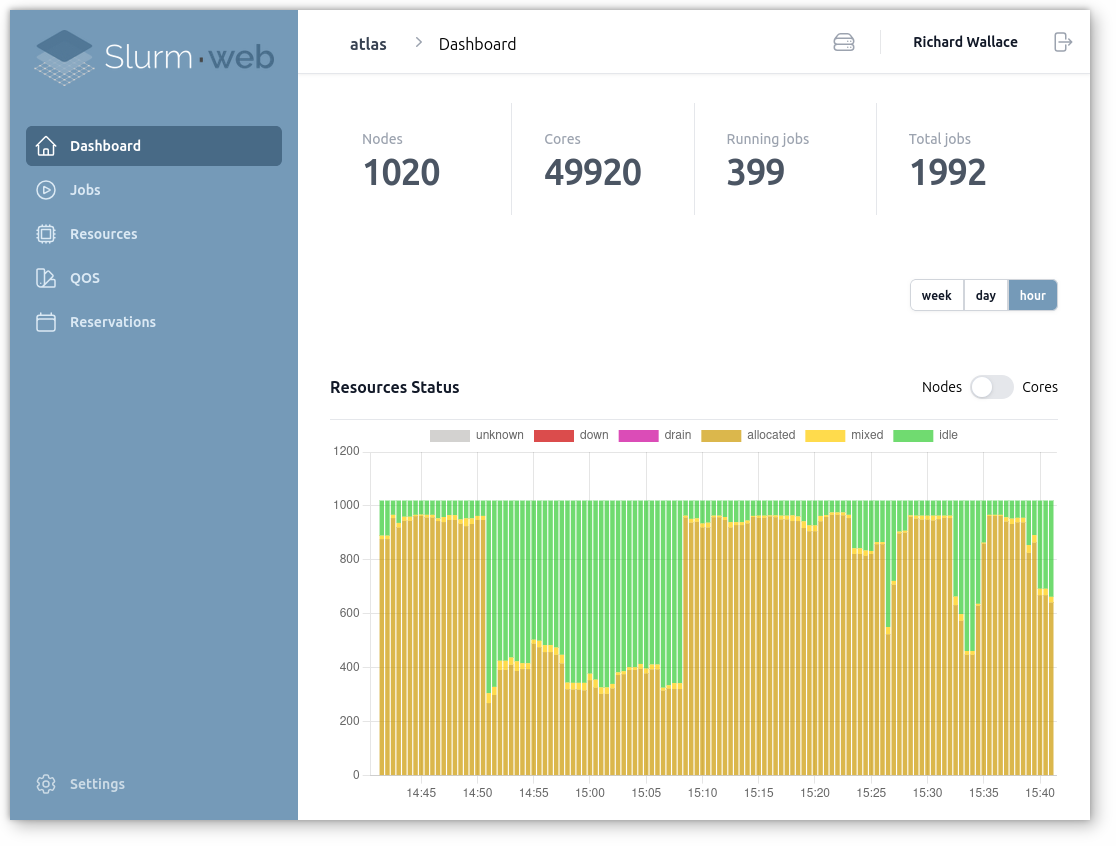 Slurm·web
atlas
Dashboard
Richard Wallace
Dashboard
Jobs
Resources
QOS
Reservations
Settings
Nodes
1020
Cores
49920
Running jobs
399
Total jobs
1992
week day hour
Resources Status
Nodes Cores
unknown down drain allocated mixed idle
1200
1000
800
600
400
200
0
14:45 14:50 14:55 15:00 15:05 15:10 15:15 15:20 15:25 15:30 15:35 15:40